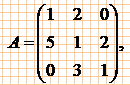 A = (1 2 0
5 1 2
0 3 1),